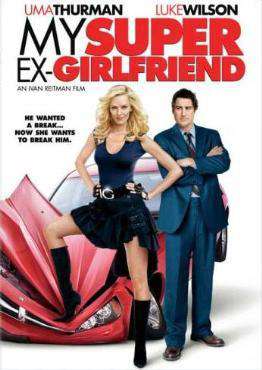 UMA THURMAN LUKE WILSON
MY SUPER
EX-GIRLFRIEND
AN IVAN REITMAN FILM
HE WANTED
A BREAK...
NOW SHE WANTS
TO BREAK HIM.